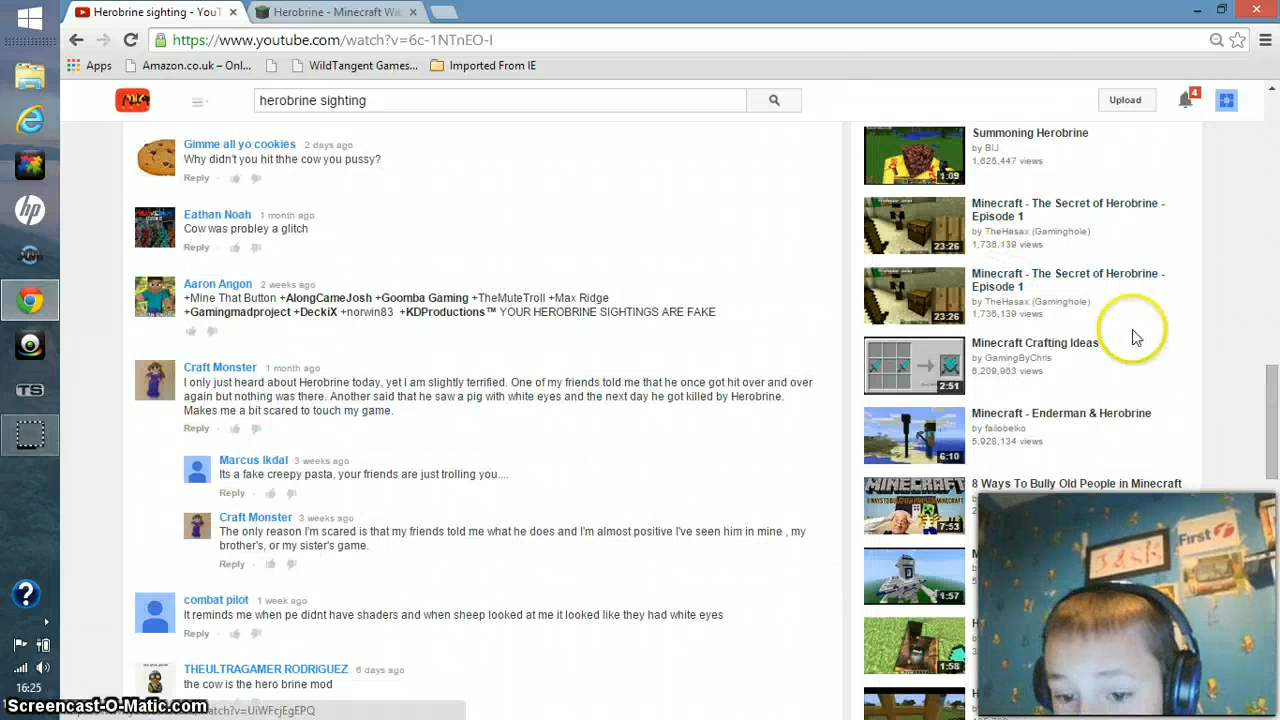 Herobrine sighting - YouT
Herobrine - Minecraft Wi
https://www.youtube.com/watch?v=6c-1NTnEO-I
Apps
Amazon.co.uk – Onl...
WildTangent Games...
Imported From IE
herobrine sighting
Upload
4
Gimme all yo cookies 2 days ago
Why didn't you hit thhe cow you pussy?
Reply
Eathan Noah 1 month ago
Cow was probley a glitch
Reply
Aaron Angon 2 weeks ago
+Mine That Button +AlongCameJosh +Goomba Gaming +TheMuteTroll +Max Ridge
+Gamingmadproject +DeckiX +norwin83 +KDProductions™ YOUR HEROBRINE SIGHTINGS ARE FAKE
Craft Monster 1 month ago
I only just heard about Herobrine today, yet I am slightly terrified. One of my friends told me that he once got hit over and over
again but nothing was there. Another said that he saw a pig with white eyes and the next day he got killed by Herobrine.
Makes me a bit scared to touch my game.
Reply
Marcus Ikdal 3 weeks ago
Its a fake creepy pasta, your friends are just trolling you....
Reply
Craft Monster 3 weeks ago
The only reason I'm scared is that my friends told me what he does and I'm almost positive I've seen him in mine , my
brother's, or my sister's game.
Reply
combat pilot 1 week ago
It reminds me when pe didnt have shaders and when sheep looked at me it looked like they had white eyes
Reply
THEULTRAGAMER RODRIGUEZ 6 days ago
the cow is the hero brine mod
Summoning Herobrine
by BIJ
1,625,447 views
1:09
Minecraft - The Secret of Herobrine -
Episode 1
by TheHasax (Gaminghole)
1,736,139 views
23:26
Minecraft - The Secret of Herobrine -
Episode 1
by TheHasax (Gaminghole)
1,736,139 views
23:26
Minecraft Crafting Ideas
by GamingByChris
6,209,963 views
2:51
Minecraft - Enderman & Herobrine
by failobelko
5,928,134 views
6:10
8 Ways To Bully Old People in Minecraft
MINECRAFT
7:53
1:57
1:58
First
hp
TS
?
16:25
Screencast-O-Matic.com
watch?v=UiWFcjEgEPQ